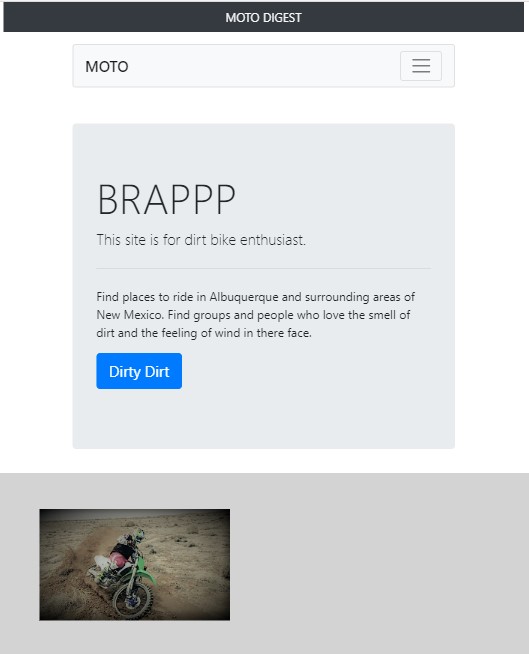 MOTO DIGEST
MOTO
BRAPPP
This site is for dirt bike enthusiast.
Find places to ride in Albuquerque and surrounding areas of
New Mexico. Find groups and people who love the smell of
dirt and the feeling of wind in there face.
Dirty Dirt